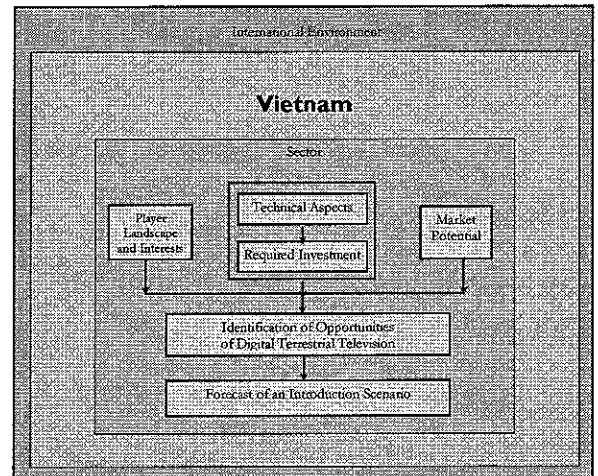 International Environment
Vietnam
Sector
Player
Landscape
and Interests
Technical Aspects
Required Investment
Market
Potential
Identification of Opportunities
of Digital Terrestrial Television
Forecast of an Introduction Scenario